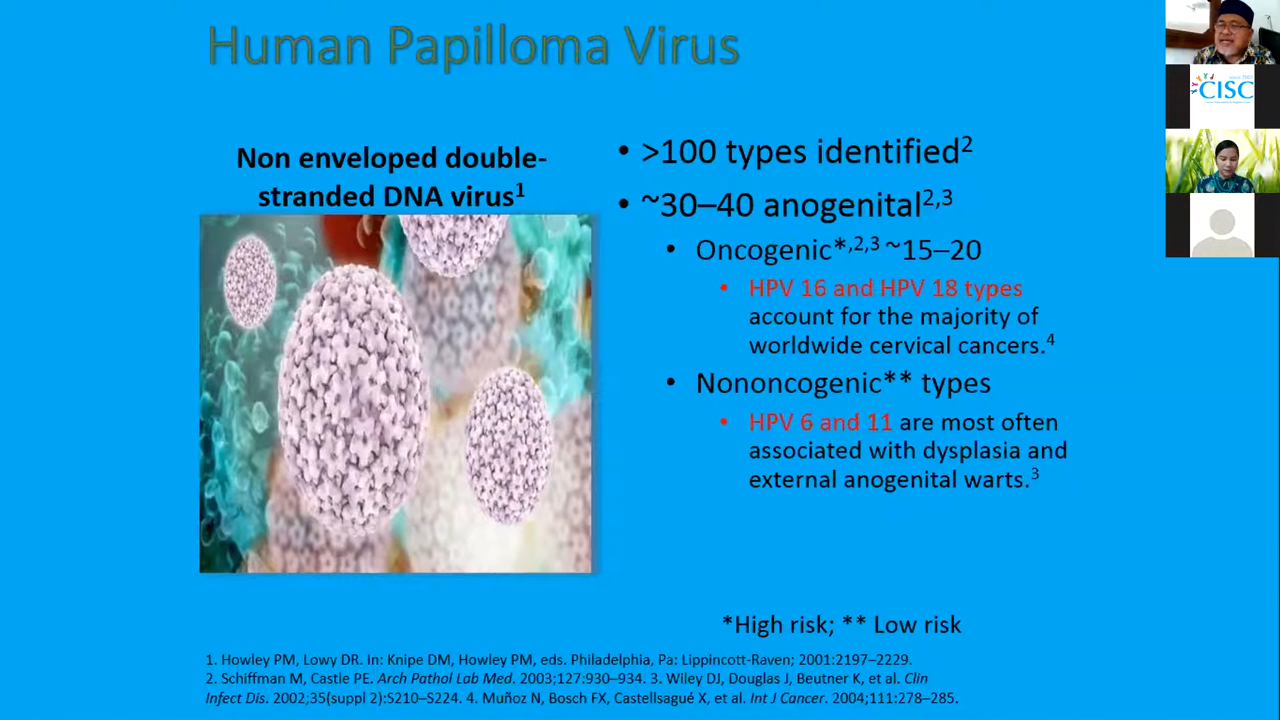 Human Papilloma Virus
Non enveloped double-
stranded DNA virus¹
• >100 types identified²
• ~30–40 anogenital²,³
• Oncogenic*,²,³ ~15–20
• HPV 16 and HPV 18 types
account for the majority of
worldwide cervical cancers.⁴
• Nononcogenic** types
• HPV 6 and 11 are most often
associated with dysplasia and
external anogenital warts.³
*High risk; ** Low risk
1. Howley PM, Lowy DR. In: Knipe DM, Howley PM, eds. Philadelphia, Pa: Lippincott-Raven; 2001:2197–2229.
2. Schiffman M, Castle PE. Arch Pathol Lab Med. 2003;127:930–934. 3. Wiley DJ, Douglas J, Beutner K, et al. Clin
Infect Dis. 2002;35(suppl 2):S210–S224. 4. Muñoz N, Bosch FX, Castellsagué X, et al. Int J Cancer. 2004;111:278–285.
CISC